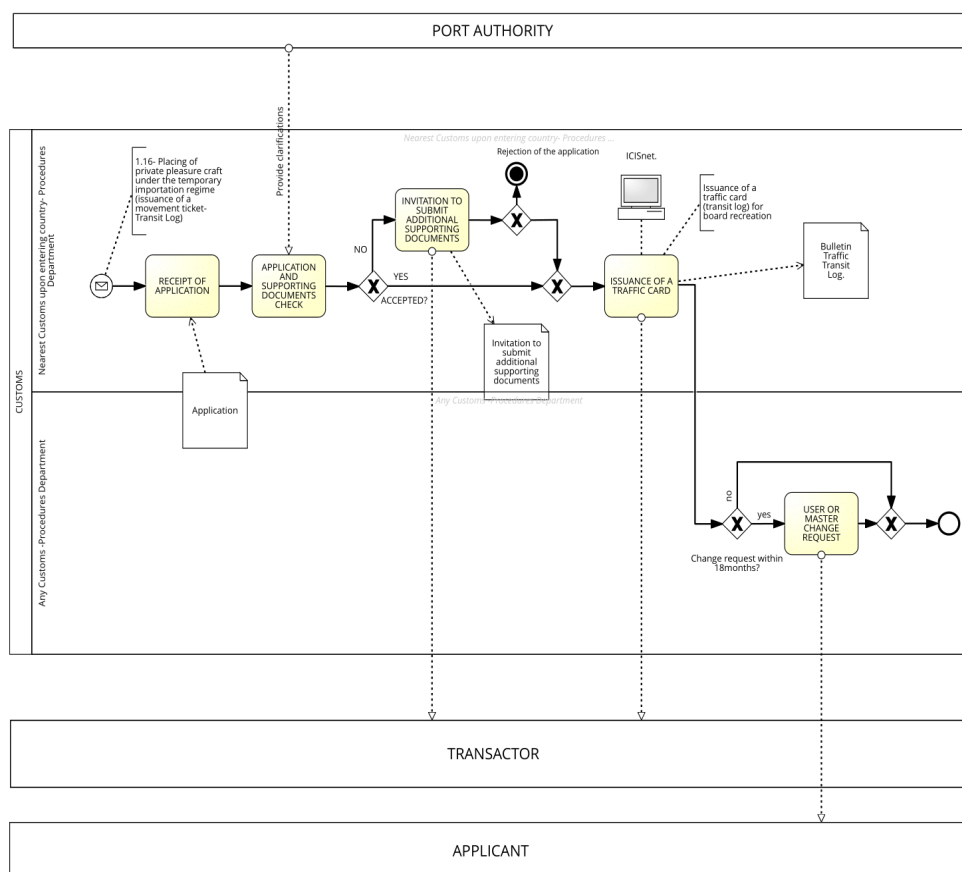 PORT AUTHORITY
Provide clarifications
CUSTOMS
Nearest Customs upon entering country- Procedures
Department
Nearest Customs upon entering country- Procedures ...
1.16- Placing of
private pleasure craft
under the temporary
importation regime
(issuance of a
movement ticket-
Transit Log)
RECEIPT OF
APPLICATION
Application
APPLICATION
AND
SUPPORTING
DOCUMENTS
CHECK
NO
YES
ACCEPTED?
INVITATION TO
SUBMIT
ADDITIONAL
SUPPORTING
DOCUMENTS
Invitation to
submit
additional
supporting
documents
Rejection of the application
ICISnet.
ISSUANCE OF A
TRAFFIC CARD
Issuance of a
traffic card
(transit log) for
board recreation
Bulletin
Traffic
Transit
Log.
Any Customs -Procedures Department
Any Customs -Procedures Department
no
yes
Change request within
18months?
USER OR
MASTER
CHANGE
REQUEST
TRANSACTOR
APPLICANT